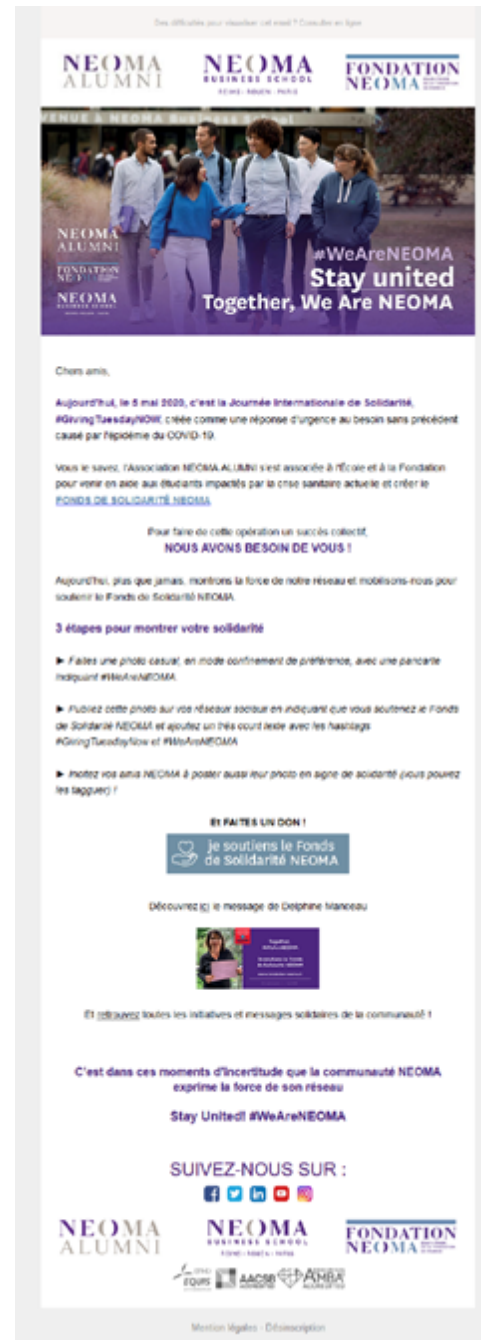 Des difficultés pour visualiser cet email ? Consulter en ligne
NEOMA ALUMNI
NEOMA BUSINESS SCHOOL
REIMS - ROUEN - PARIS
FONDATION NEOMA
VENUE À NEOMA Business School
NEOMA ALUMNI
FONDATION
NEOMA
#WeAreNEOMA
Stay united
Together, We Are NEOMA
Chers amis,
Aujourd'hui, le 5 mai 2020, c'est la Journée Internationale de Solidarité,
#GivingTuesdayNOW, créée comme une réponse d'urgence au besoin sans précédent
causé par l'épidémie du COVID-19.
Vous le savez, l'Association NEOMA ALUMNI s'est associée à l'École et à la Fondation
pour venir en aide aux étudiants impactés par la crise sanitaire actuelle et créer le
FONDS DE SOLIDARITÉ NEOMA
Pour faire de cette opération un succès collectif,
NOUS AVONS BESOIN DE VOUS !
Aujourd'hui, plus que jamais, montrons la force de notre réseau et mobilisons-nous pour
soutenir le Fonds de Solidarité NEOMA
3 étapes pour montrer votre solidarité
► Faites une photo casual, en mode confinement de préférence, avec une pancarte
indiquant #WeAreNEOMA.
► Publiez cette photo sur vos réseaux sociaux en indiquant que vous soutenez le Fonds
de Solidarité NEOMA et ajoutez un très court texte avec les hashtags
#GivingTuesdayNow et #WeAreNEOMA
► Invitez vos amis NEOMA à poster aussi leur photo en signe de solidarité (vous pouvez
les tagguer) !
Et FAITES UN DON !
je soutiens le Fonds
de Solidarité NEOMA
Découvrez ici le message de Delphine Manceau
Et retrouvez toutes les initiatives et messages solidaires de la communauté !
C'est dans ces moments d'incertitude que la communauté NEOMA
exprime la force de son réseau
Stay United! #WeAreNEOMA
SUIVEZ-NOUS SUR :
NEOMA ALUMNI
NEOMA BUSINESS SCHOOL
REIMS - ROUEN - PARIS
FONDATION NEOMA
EFMD EQUIS
AACSB ACCREDITED
AMBA ACCREDITED
Mention légales - Désinscription